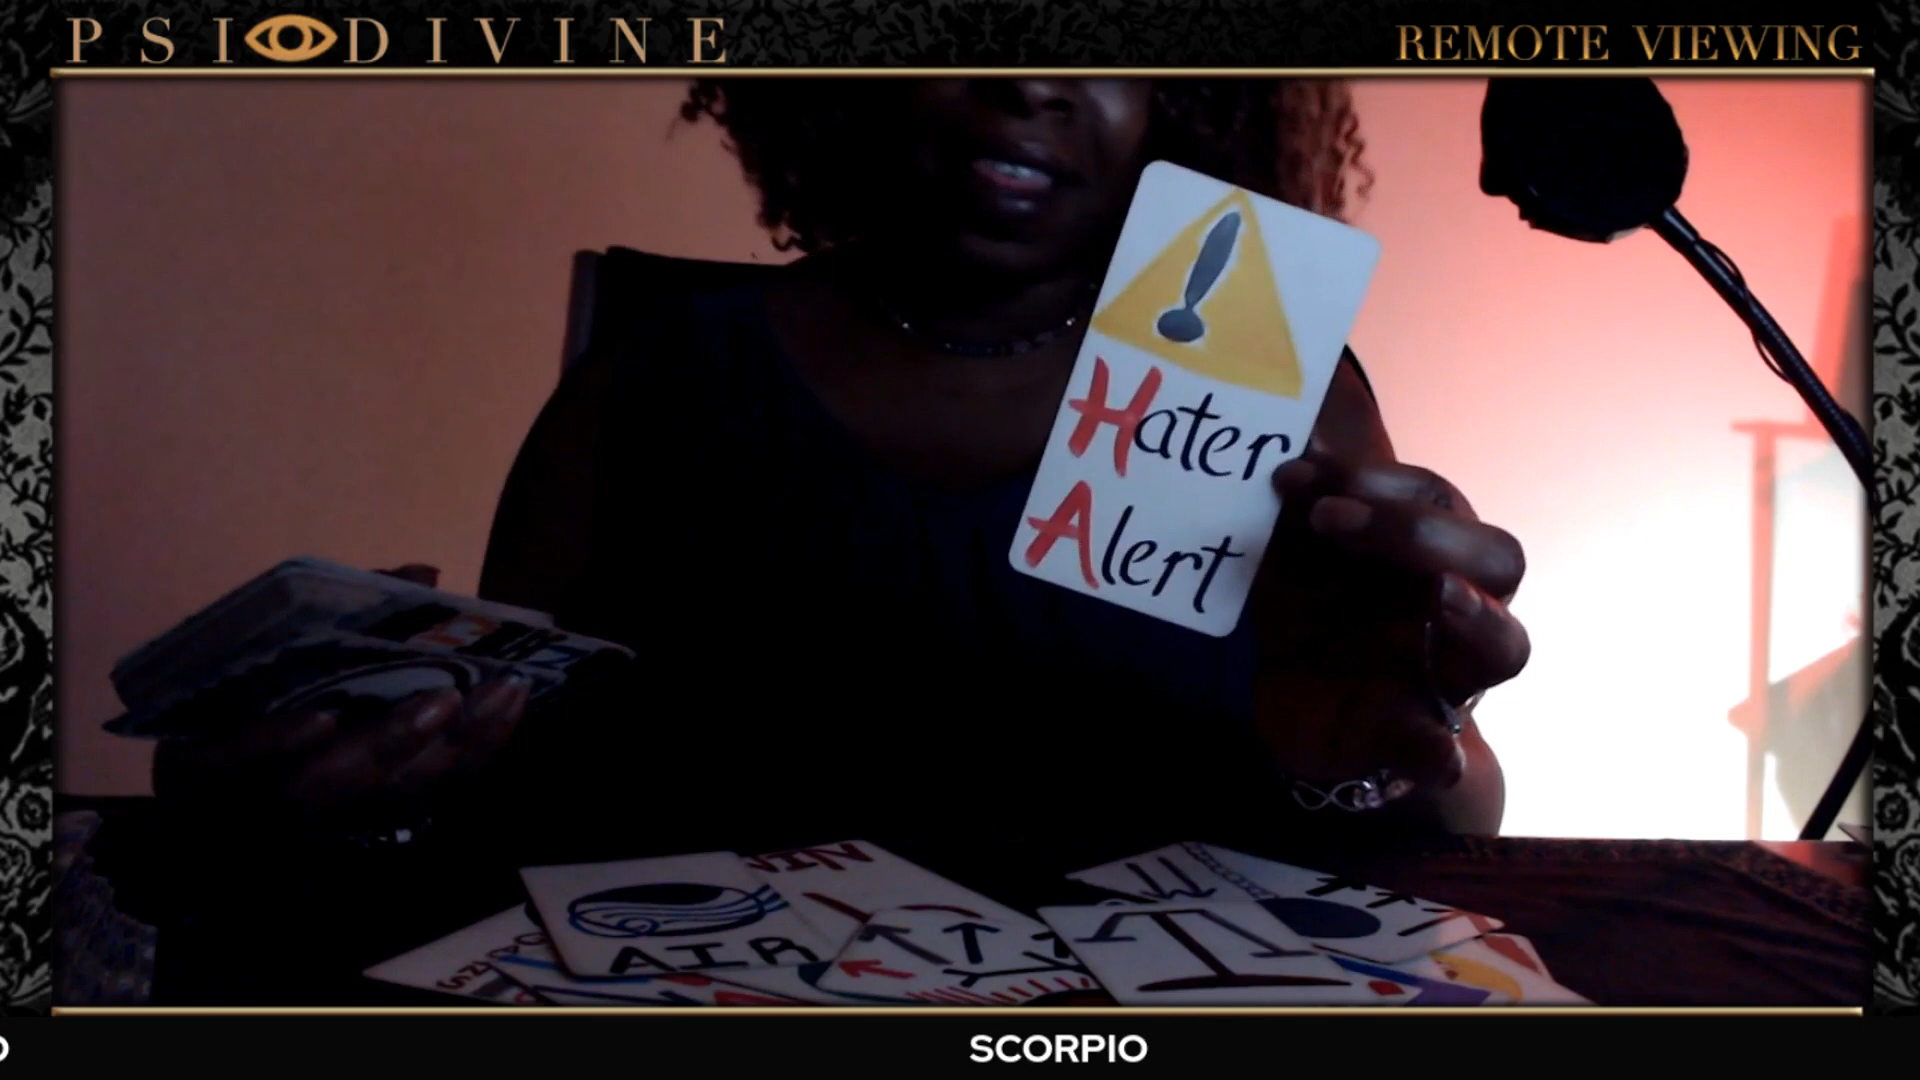 PSI DIVINE
REMOTE VIEWING
Hater
Alert
AIR
SCORPIO